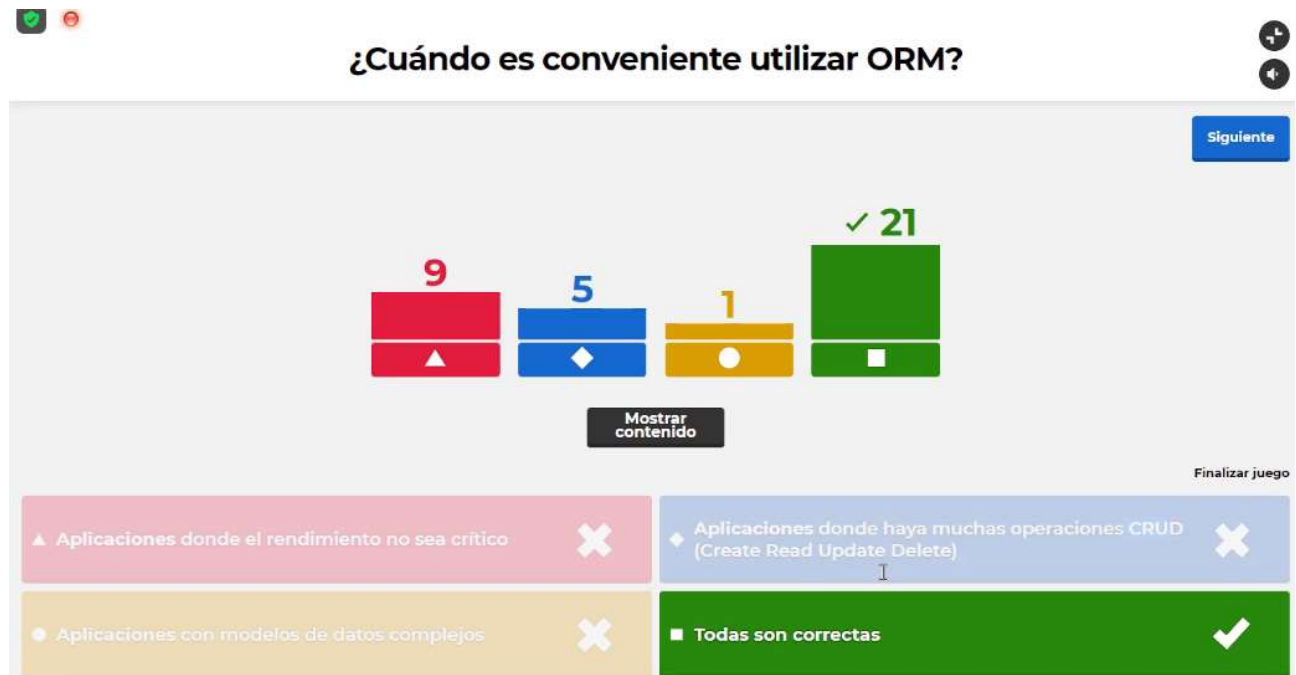 ¿Cuándo es conveniente utilizar ORM?
Siguiente
9
5
1
21
Mostrar
contenido
Finalizar juego
Aplicaciones donde el rendimiento no sea crítico
Aplicaciones donde haya muchas operaciones CRUD
(Create Read Update Delete)
Aplicaciones con modelos de datos complejos
Todas son correctas